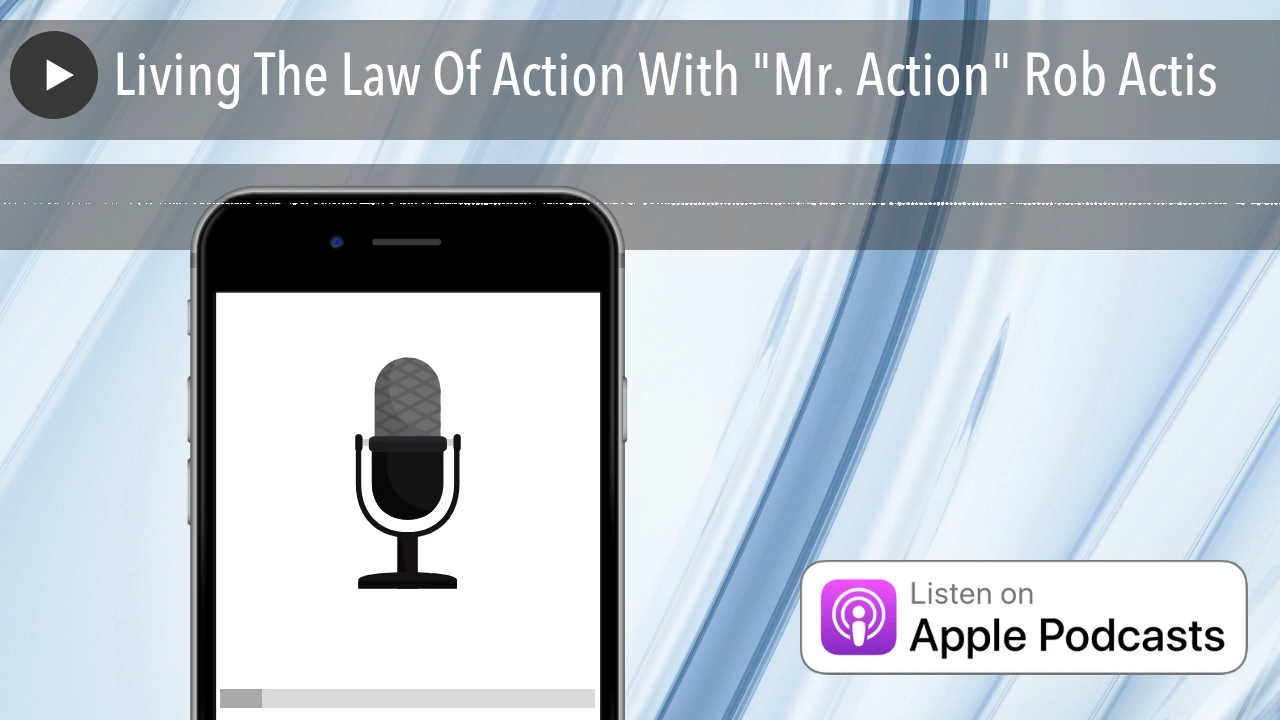 Living The Law Of Action With "Mr. Action" Rob Actis
Listen on
Apple Podcasts